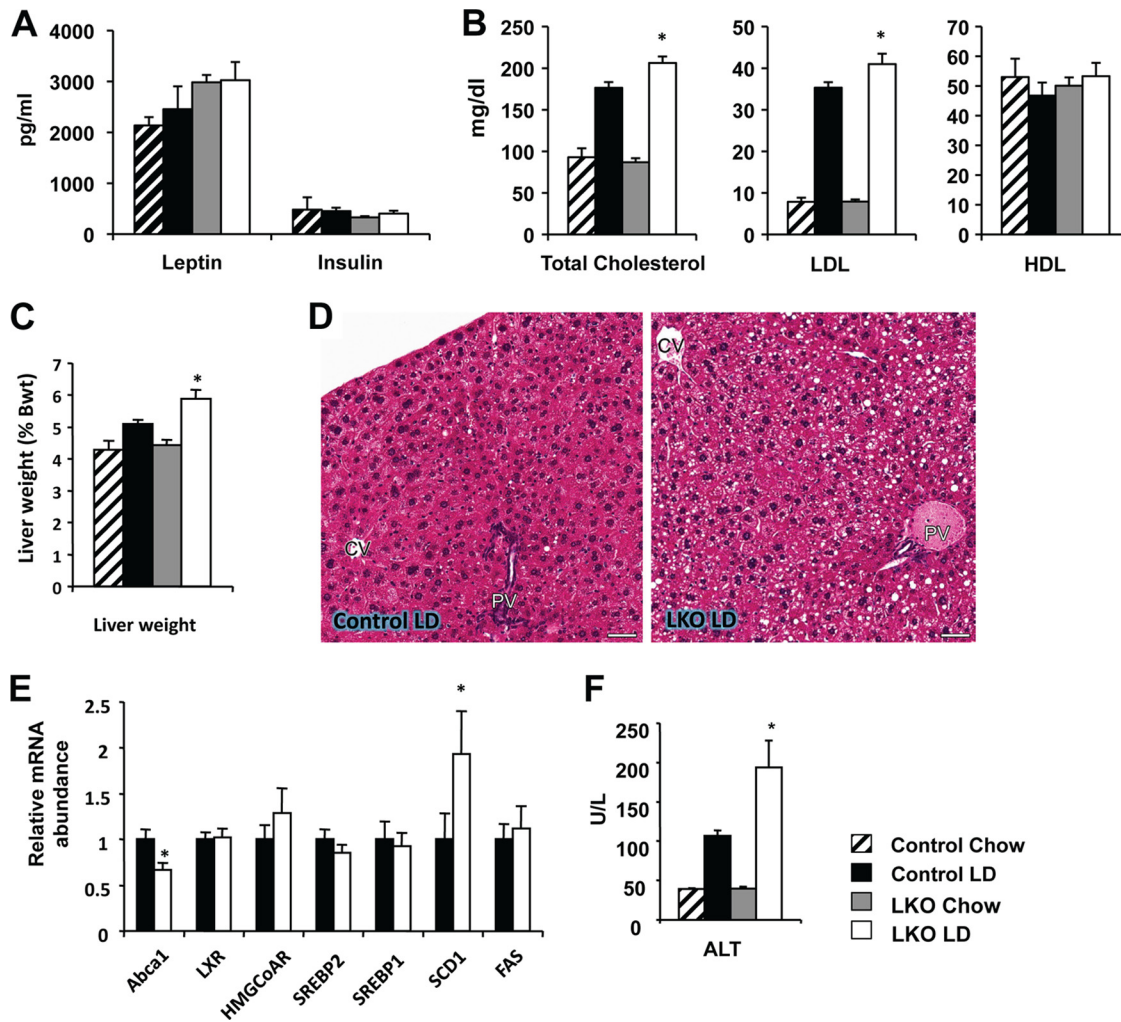 A
4000
3000
2000
1000
0
pg/ml
Leptin
Insulin
B
mg/dl
250
200
150
100
50
0
*
Total Cholesterol
50
40
30
20
10
0
*
LDL
70
60
50
40
30
20
10
0
HDL
C
Liver weight (% Bwt)
7
6
5
4
3
2
1
0
*
Liver weight
D
CV
PV
Control LD
CV
PV
LKO LD
E
Relative mRNA
abundance
2.5
2
1.5
1
0.5
0
*
*
Abca1
LXR
HMGCoAR
SREBP2
SREBP1
SCD1
FAS
F
U/L
250
200
150
100
50
0
*
ALT
Control Chow
Control LD
LKO Chow
LKO LD